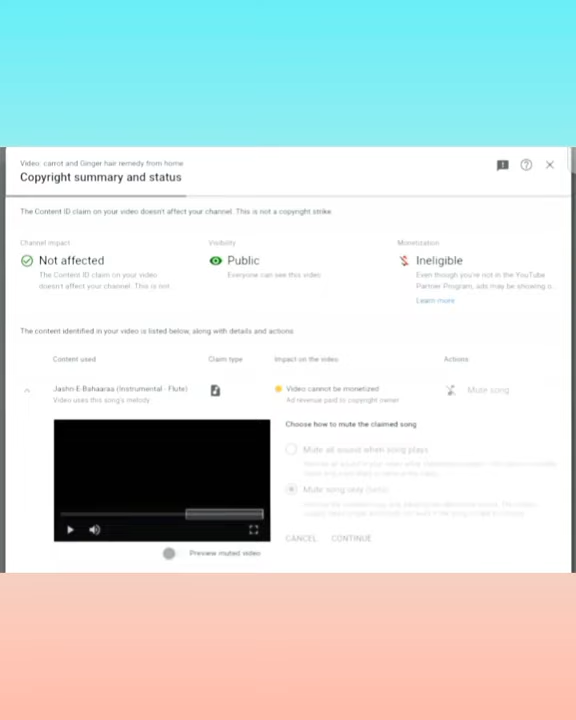 Video: carrot and Ginger hair remedy from home
Copyright summary and status
The Content ID claim on your video doesn't affect your channel. This is not a copyright strike.
Channel impact
Not affected
The Content ID claim on your video
doesn't affect your channel. This is not
Visibility
Public
Everyone can see this video
Monetization
Ineligible
Even though you're not in the YouTube
Partner Program, ads may be showing o...
Learn more
The content identified in your video is listed below, along with details and actions
Content used Claim type Impact on the video Actions
Jashn-E-Bahaaraa (Instrumental - Flute)
Video uses this song's melody
Video cannot be monetized
Ad revenue paid to copyright owner
Mute song
Choose how to mute the claimed song
Mute all sound when song plays
Mute song only (beta)
CANCEL CONTINUE
Preview muted video